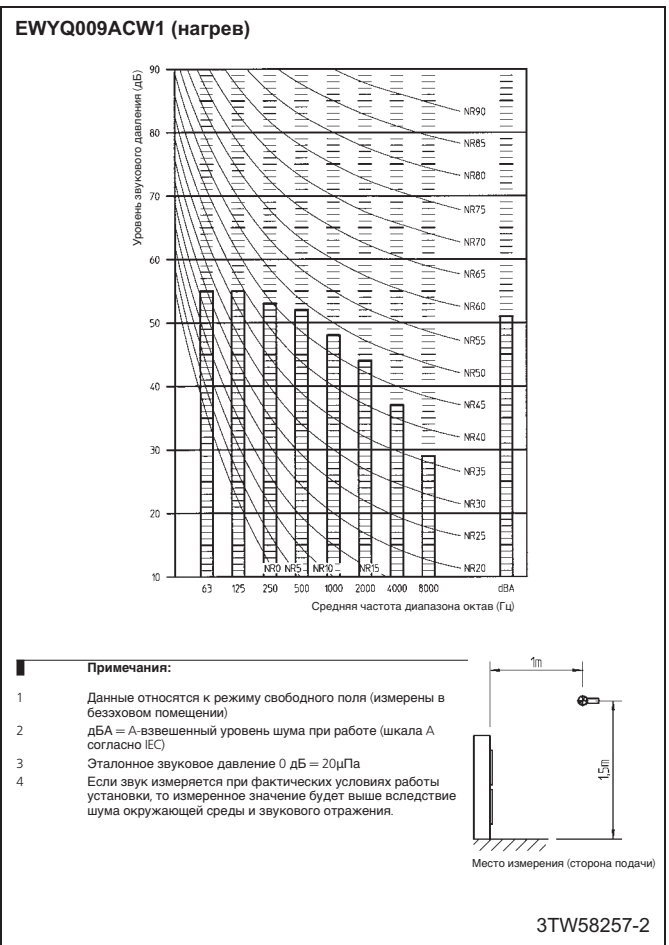 EWYQ009ACW1 (нагрев)
Уровень звукового давления (дБ)
90
80
70
60
50
40
30
20
10
NR90
NR85
NR80
NR75
NR70
NR65
NR60
NR55
NR50
NR45
NR40
NR35
NR30
NR25
NR20
NR0 NR5 NR10 NR15
63 125 250 500 1000 2000 4000 8000 dBA
Средняя частота диапазона октав (Гц)
Примечания:
1 Данные относятся к режиму свободного поля (измерены в
безэховом помещении)
2 дБА = А-взвешенный уровень шума при работе (шкала А
согласно IEC)
3 Эталонное звуковое давление 0 дБ = 20µПа
4 Если звук измеряется при фактических условиях работы
установки, то измеренное значение будет выше вследствие
шума окружающей среды и звукового отражения.
1m
1,5m
Место измерения (сторона подачи)
3TW58257-2